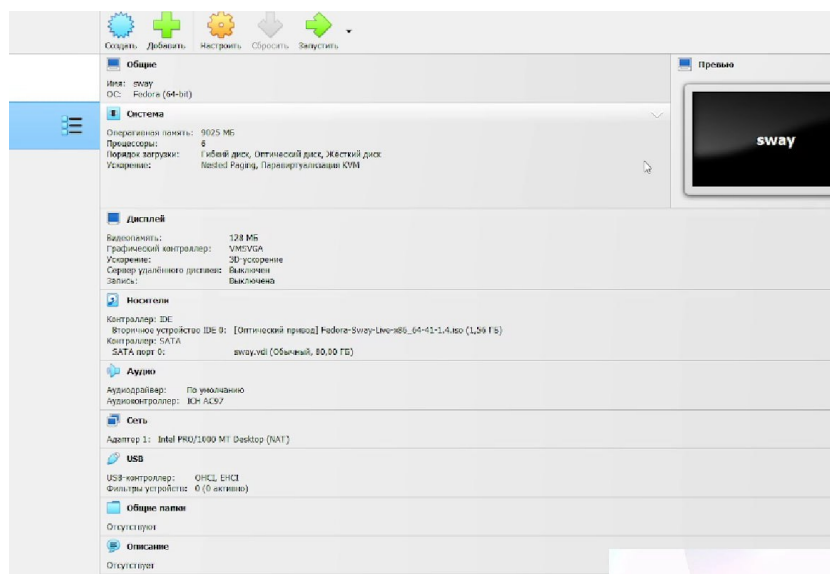 Создать Добавить Настроить Сбросить Запустить
Общие
Имя: sway
ОС: Fedora (64-bit)
Превью
sway
Система
Оперативная память: 9025 МБ
Процессоры: 6
Порядок загрузки: Гибкий диск, Оптический диск, Жёсткий диск
Ускорение: Nested Paging, Паравиртуализация KVM
Дисплей
Видеопамять: 128 МБ
Графический контроллер: VMSVGA
Ускорение: 3D-ускорение
Сервер удалённого дисплея: Выключен
Запись: Выключена
Носители
Контроллер: IDE
Вторичное устройство IDE 0: [Оптический привод] Fedora-Sway-Live-x86_64-41-1.4.iso (1,56 ГБ)
Контроллер: SATA
SATA порт 0: sway.vdi (Обычный, 80,00 ГБ)
Аудио
Аудиодрайвер: По умолчанию
Аудиоконтроллер: ICH AC97
Сеть
Адаптер 1: Intel PRO/1000 MT Desktop (NAT)
USB
USB-контроллер: OHCI, EHCI
Фильтры устройств: 0 (0 активно)
Общие папки
Отсутствуют
Описание
Отсутствует